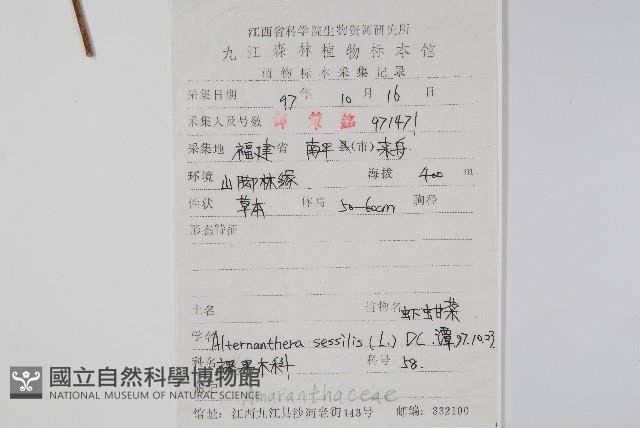 江西省科学院生物资源研究所
九江森林植物标本馆
植物标本采集记录
采集日期 97年 10月 16日
采集人及号数 谭策铭 971471
采集地 福建省 南平县(市) 来舟
环境 山脚林缘 海拔 400 m
性状 草本 体高 50—60cm 胸径
形态特征
土名 植物名 虾蚶菜
学名 Alternanthera sessilis (L.) DC. 谭 97.10.23
科名 科号 58.
Amaranthaceae
馆址:江西九江县沙河老街143号 邮编:332100
國立自然科學博物館
NATIONAL MUSEUM OF NATURAL SCIENCE